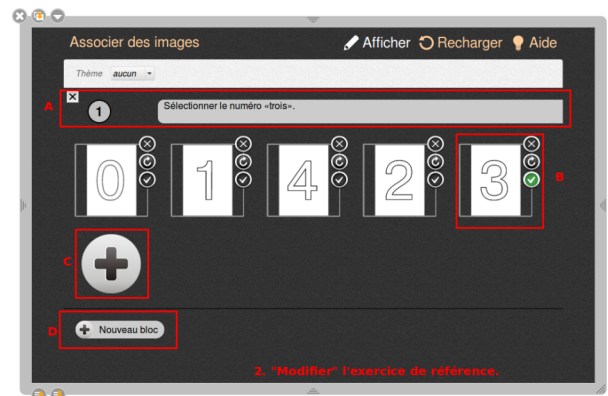 Associer des images Afficher Recharger Aide
Thème aucun
A 1 Sélectionner le numéro «trois».
0 1 4 2 3 B
C
D Nouveau bloc
2. "Modifier" l'exercice de référence.